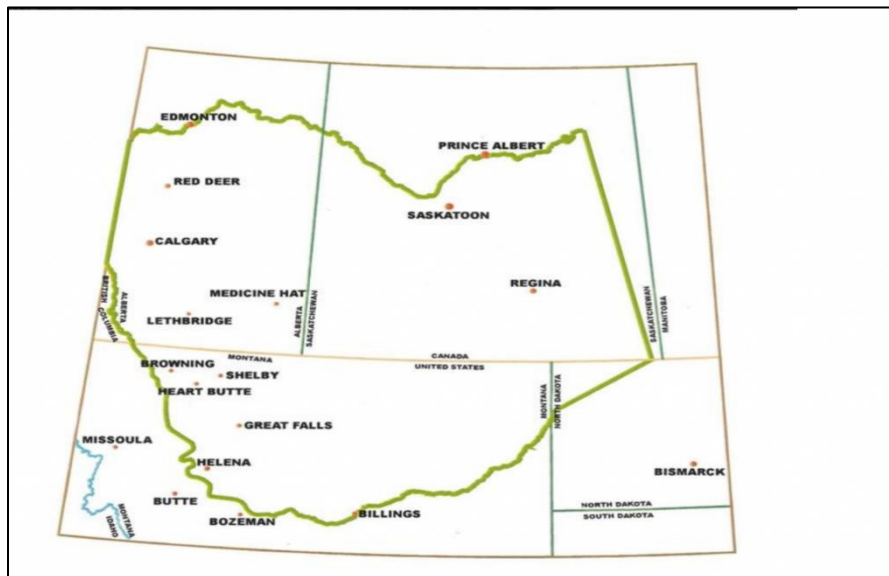 EDMONTON
PRINCE ALBERT
RED DEER
SASKATOON
CALGARY
REGINA
MEDICINE HAT
LETHBRIDGE
BRITISH COLUMBIA
ALBERTA
ALBERTA
SASKATCHEWAN
SASKATCHEWAN
MANITOBA
MONTANA
CANADA
UNITED STATES
BROWNING
SHELBY
HEART BUTTE
MONTANA
NORTH DAKOTA
GREAT FALLS
MISSOULA
HELENA
BISMARCK
BUTTE
BOZEMAN
BILLINGS
NORTH DAKOTA
SOUTH DAKOTA
MONTANA
IDAHO